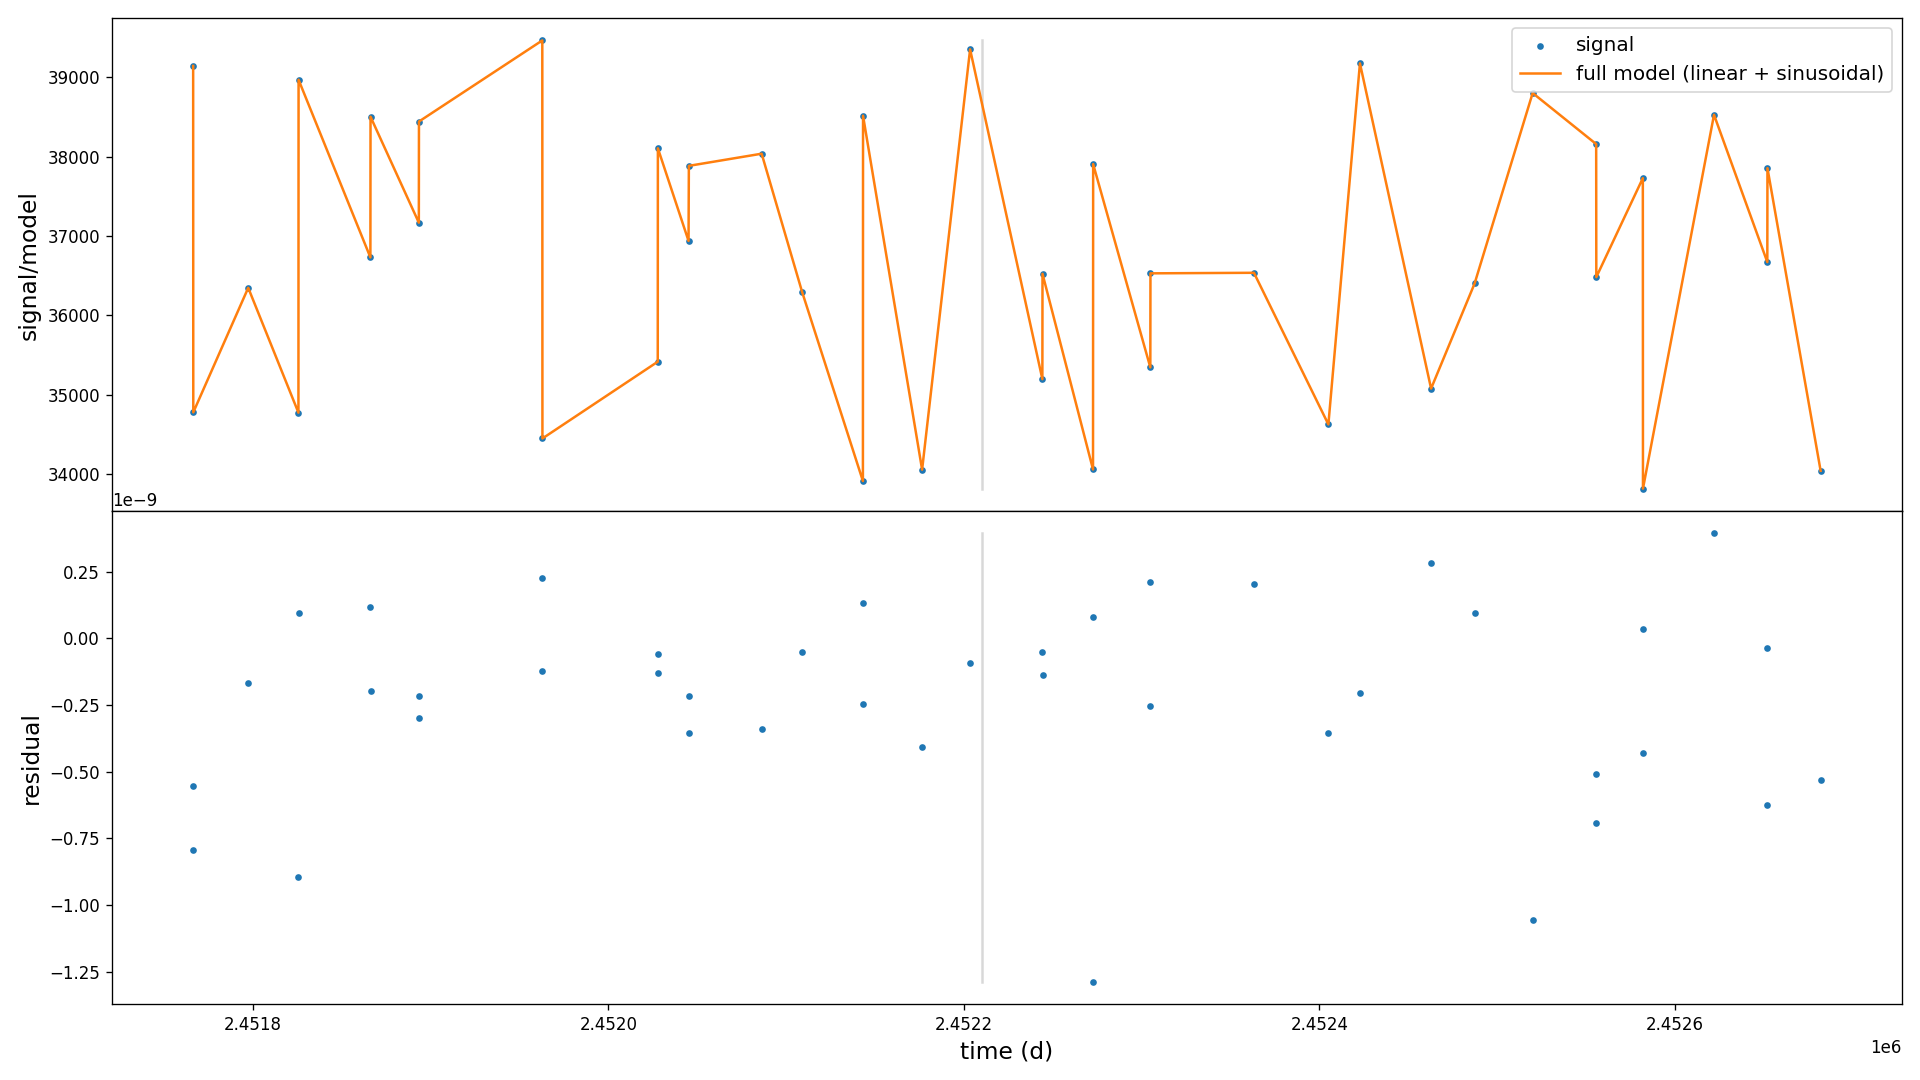 signal
full model (linear + sinusoidal)
39000
38000
37000
36000
35000
34000
signal/model
1e−9
0.25
0.00
−0.25
−0.50
−0.75
−1.00
−1.25
residual
2.4518
2.4520
2.4522
2.4524
2.4526
time (d)
1e6